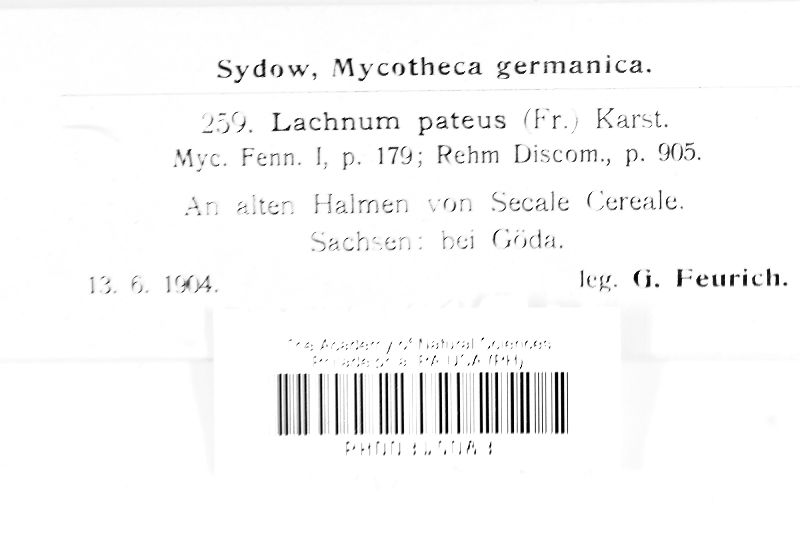 Sydow, Mycotheca germanica.
259. Lachnum pateus (Fr.) Karst.
Myc. Fenn. I, p. 179; Rehm Discom., p. 905.
An alten Halmen von Secale Cereale.
Sachsen: bei Göda.
13. 6. 1904. leg. G. Feurich.
The Academy of Natural Sciences
Philadelphia, PA USA (PH)